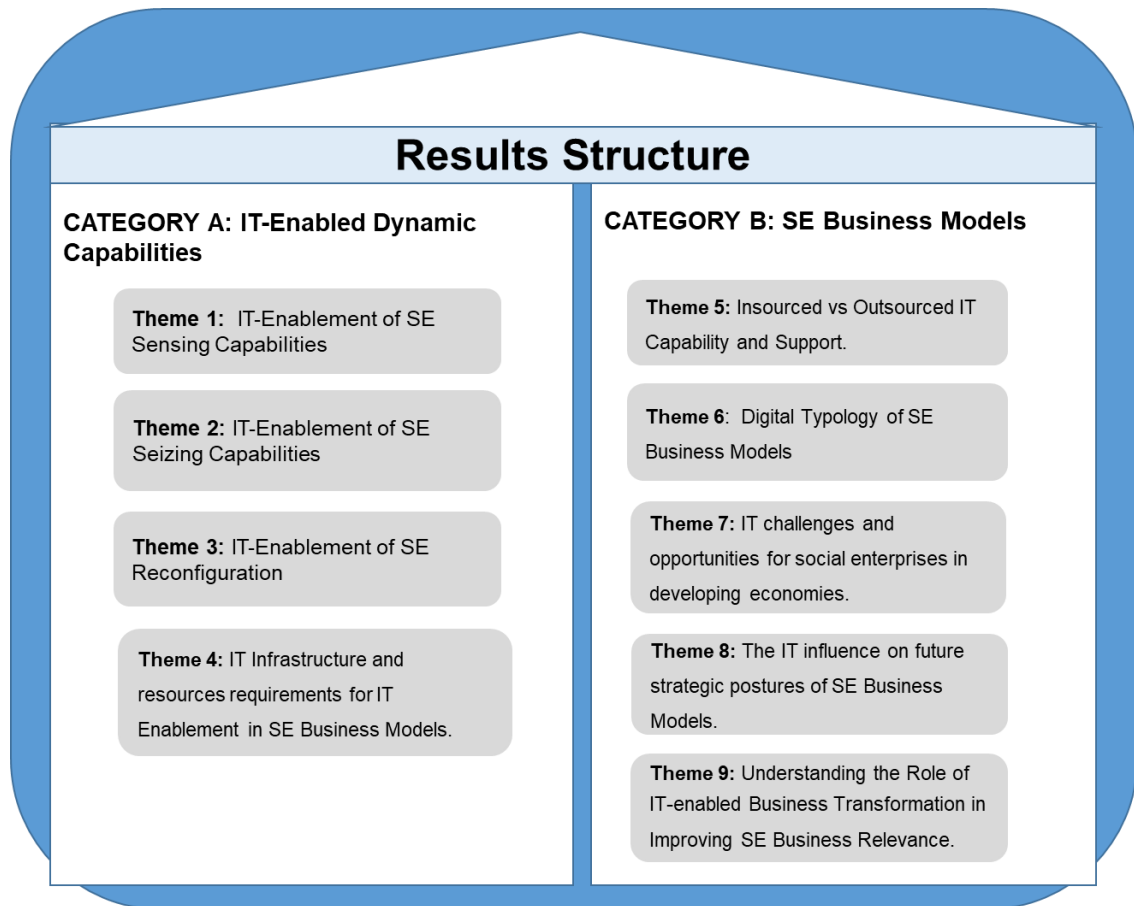 Results Structure
CATEGORY A: IT-Enabled Dynamic
Capabilities
Theme 1: IT-Enablement of SE
Sensing Capabilities
Theme 2: IT-Enablement of SE
Seizing Capabilities
Theme 3: IT-Enablement of SE
Reconfiguration
Theme 4: IT Infrastructure and
resources requirements for IT
Enablement in SE Business Models.
CATEGORY B: SE Business Models
Theme 5: Insourced vs Outsourced IT
Capability and Support.
Theme 6: Digital Typology of SE
Business Models
Theme 7: IT challenges and
opportunities for social enterprises in
developing economies.
Theme 8: The IT influence on future
strategic postures of SE Business
Models.
Theme 9: Understanding the Role of
IT-enabled Business Transformation in
Improving SE Business Relevance.